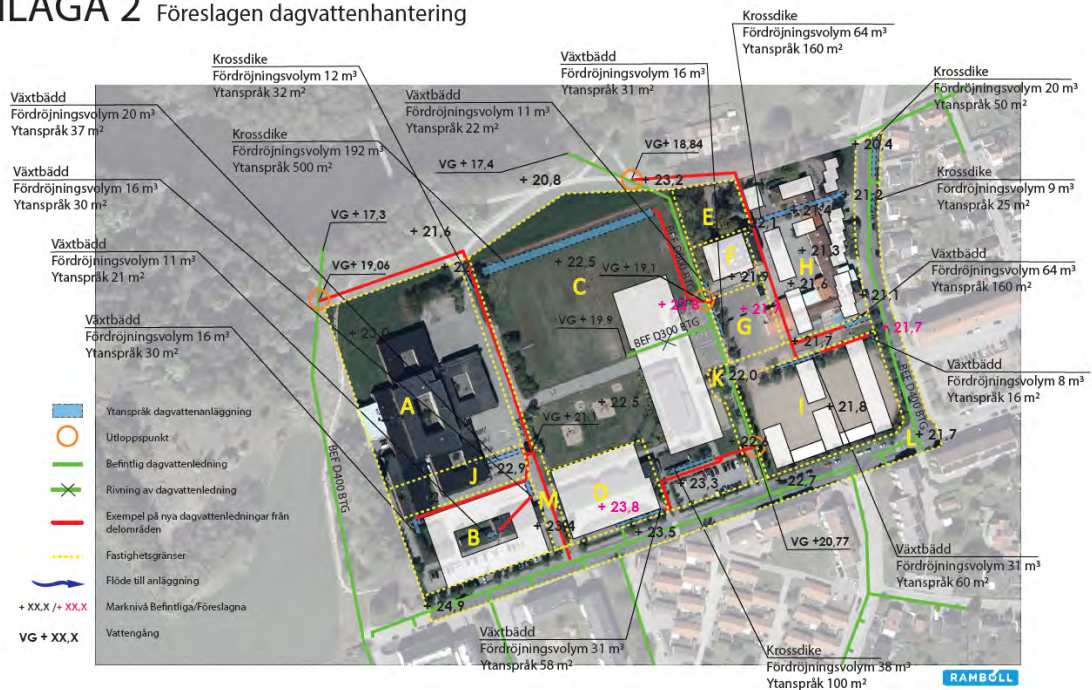 ILAGA 2 Föreslagen dagvattenhantering
Krossdike
Fördröjningsvolym 64 m³
Ytanspråk 160 m²
Krossdike
Fördröjningsvolym 12 m³
Ytanspråk 32 m²
Växtbädd
Fördröjningsvolym 16 m³
Ytanspråk 31 m²
Krossdike
Fördröjningsvolym 20 m³
Ytanspråk 50 m²
Växtbädd
Fördröjningsvolym 20 m³
Ytanspråk 37 m²
Växtbädd
Fördröjningsvolym 11 m³
Ytanspråk 22 m²
Krossdike
Fördröjningsvolym 192 m³
Ytanspråk 500 m²
VG+ 18,84
VG + 17,4
+ 20,4
Växtbädd
Fördröjningsvolym 16 m³
Ytanspråk 30 m²
+ 20,8
+ 23,2
Krossdike
Fördröjningsvolym 9 m³
Ytanspråk 25 m²
+ 21,2
VG + 17,3
E
+ 21,6
Växtbädd
Fördröjningsvolym 11 m³
Ytanspråk 21 m²
VG+ 19,06
+ 22,5
C
VG + 19,1
BEF D600 BTG
F
+ 21,9
H
+ 21,3
+ 21,6
Växtbädd
Fördröjningsvolym 64 m³
Ytanspråk 160 m²
+ 21,1
+ 22,8
+ 21,7
Växtbädd
Fördröjningsvolym 16 m³
Ytanspråk 30 m²
+ 23,0
VG + 19,9
BEF D300 BTG
G
+ 21,7
+ 21,7
Växtbädd
Fördröjningsvolym 8 m³
Ytanspråk 16 m²
K
22,0
A
+ 22,5
I
+ 21,8
BEF D400 BTG
BEF D300 BTG
VG + 21,1
L
+ 21,7
J
22,9
+ 23,3
+ 22,7
M
D
+ 23,8
B
+ 23,4
+ 23,5
VG +20,77
+ 24,9
Växtbädd
Fördröjningsvolym 31 m³
Ytanspråk 60 m²
Växtbädd
Fördröjningsvolym 31 m³
Ytanspråk 58 m²
Krossdike
Fördröjningsvolym 38 m³
Ytanspråk 100 m²
Ytanspråk dagvattenanläggning
Utloppspunkt
Befintlig dagvattenledning
Rivning av dagvattenledning
Exempel på nya dagvattenledningar från
delområden
Fastighetsgränser
Flöde till anläggning
+ XX,X /+ XX,X Marknivå Befintliga/Föreslagna
VG + XX,X Vattengång
RAMBOLL